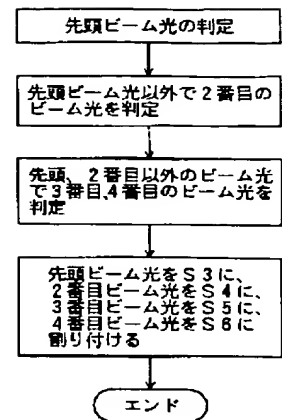 先頭ビーム光の判定
先頭ビーム光以外で2番目の
ビーム光を判定
先頭、2番目以外のビーム光
で3番目,4番目のビーム光を
判定
先頭ビーム光をS3に、
2番目ビーム光をS4に、
3番目ビーム光をS5に、
4番目ビーム光をS6に
割り付ける
エンド